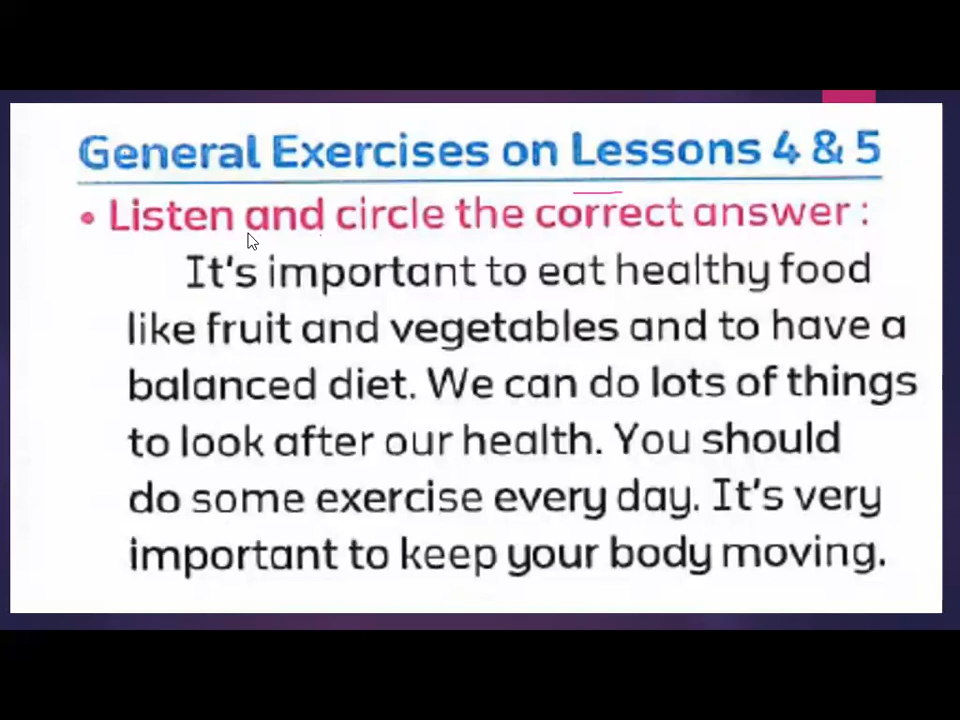 General Exercises on Lessons 4 & 5
• Listen and circle the correct answer :
It's important to eat healthy food
like fruit and vegetables and to have a
balanced diet. We can do lots of things
to look after our health. You should
do some exercise every day. It's very
important to keep your body moving.